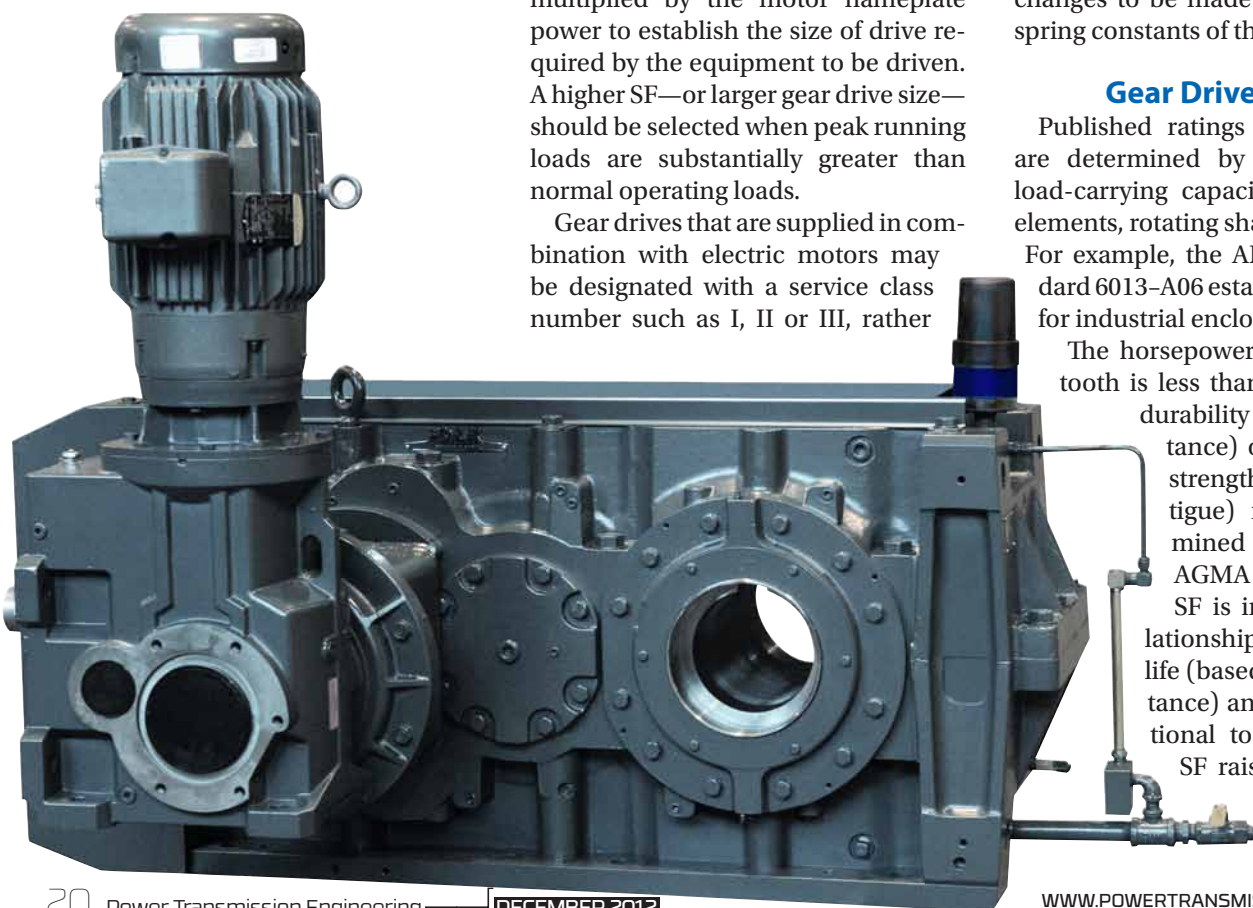 multiplied by the motor nameplate
power to establish the size of drive re-
quired by the equipment to be driven.
A higher SF—or larger gear drive size—
should be selected when peak running
loads are substantially greater than
normal operating loads.
Gear drives that are supplied in com-
bination with electric motors may
be designated with a service class
number such as I, II or III, rather
changes to be made
spring constants of th
Gear Drive
Published ratings
are determined by
load-carrying capaci
elements, rotating sha
For example, the A
dard 6013–A06 esta
for industrial enclo
The horsepower
tooth is less than
durability
tance) o
strength
tigue) r
mined
AGMA
SF is in
lationship
life (based
tance) an
tional to
SF rais
20 Power Transmission Engineering DECEMBER 2012
WWW.POWERTRANSMI